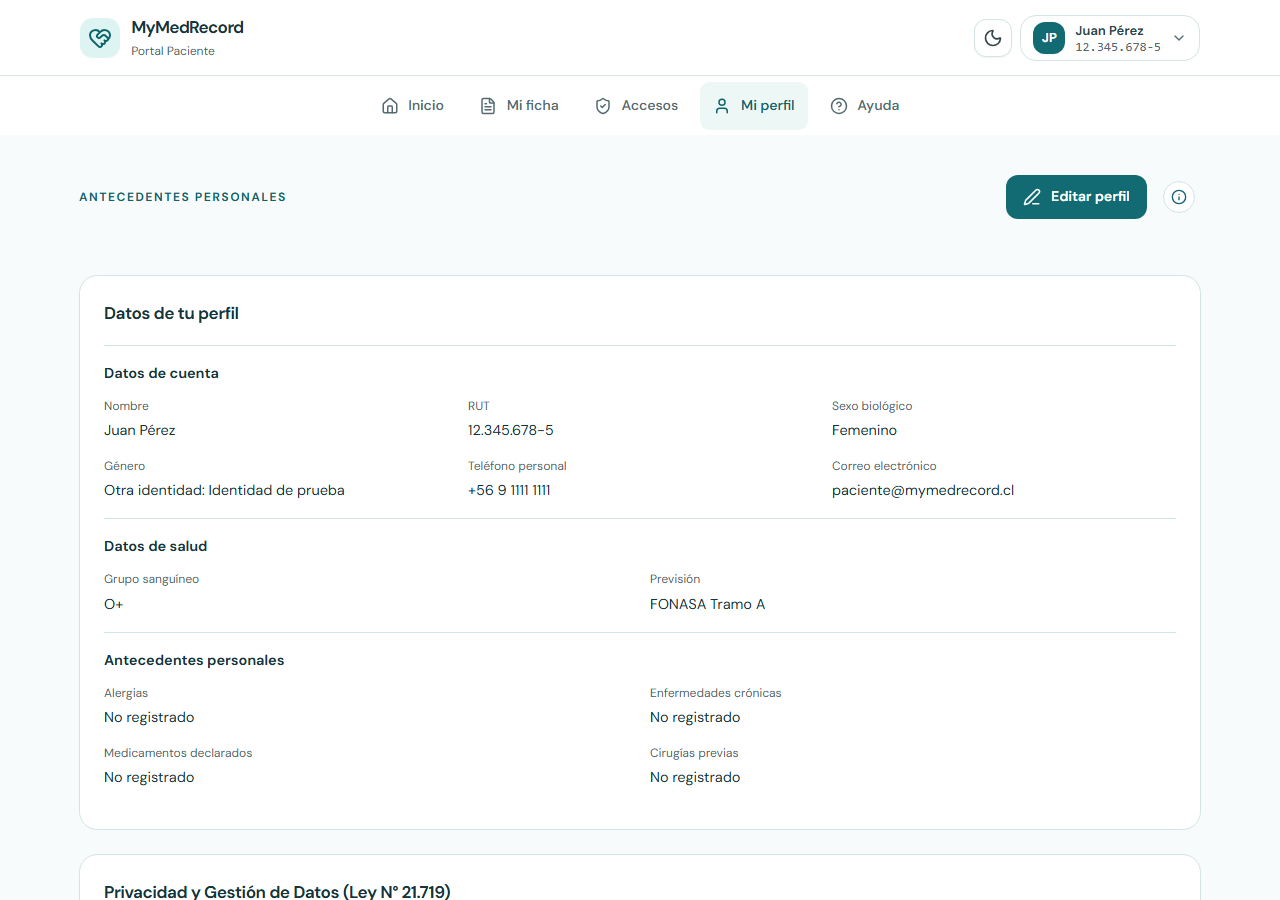 MyMedRecord
Portal Paciente
JP
Juan Pérez
12.345.678-5
Inicio
Mi ficha
Accesos
Mi perfil
Ayuda
ANTECEDENTES PERSONALES
Editar perfil
Datos de tu perfil
Datos de cuenta
Nombre
Juan Pérez
RUT
12.345.678-5
Sexo biológico
Femenino
Género
Otra identidad: Identidad de prueba
Teléfono personal
+56 9 1111 1111
Correo electrónico
paciente@mymedrecord.cl
Datos de salud
Grupo sanguíneo
O+
Previsión
FONASA Tramo A
Antecedentes personales
Alergias
No registrado
Enfermedades crónicas
No registrado
Medicamentos declarados
No registrado
Cirugías previas
No registrado
Privacidad y Gestión de Datos (Ley N° 21.719)